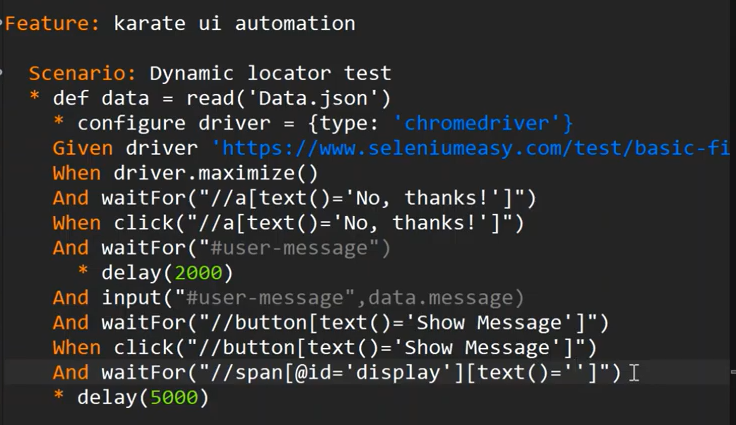 Feature: karate ui automation
Scenario: Dynamic locator test
* def data = read('Data.json')
* configure driver = {type: 'chromedriver'}
Given driver 'https://www.seleniumeasy.com/test/basic-fi
When driver.maximize()
And waitFor("//a[text()='No, thanks!']")
When click("//a[text()='No, thanks!']")
And waitFor("#user-message")
* delay(2000)
And input("#user-message",data.message)
And waitFor("//button[text()='Show Message']")
When click("//button[text()='Show Message']")
And waitFor("//span[@id='display'][text()='']")
* delay(5000)